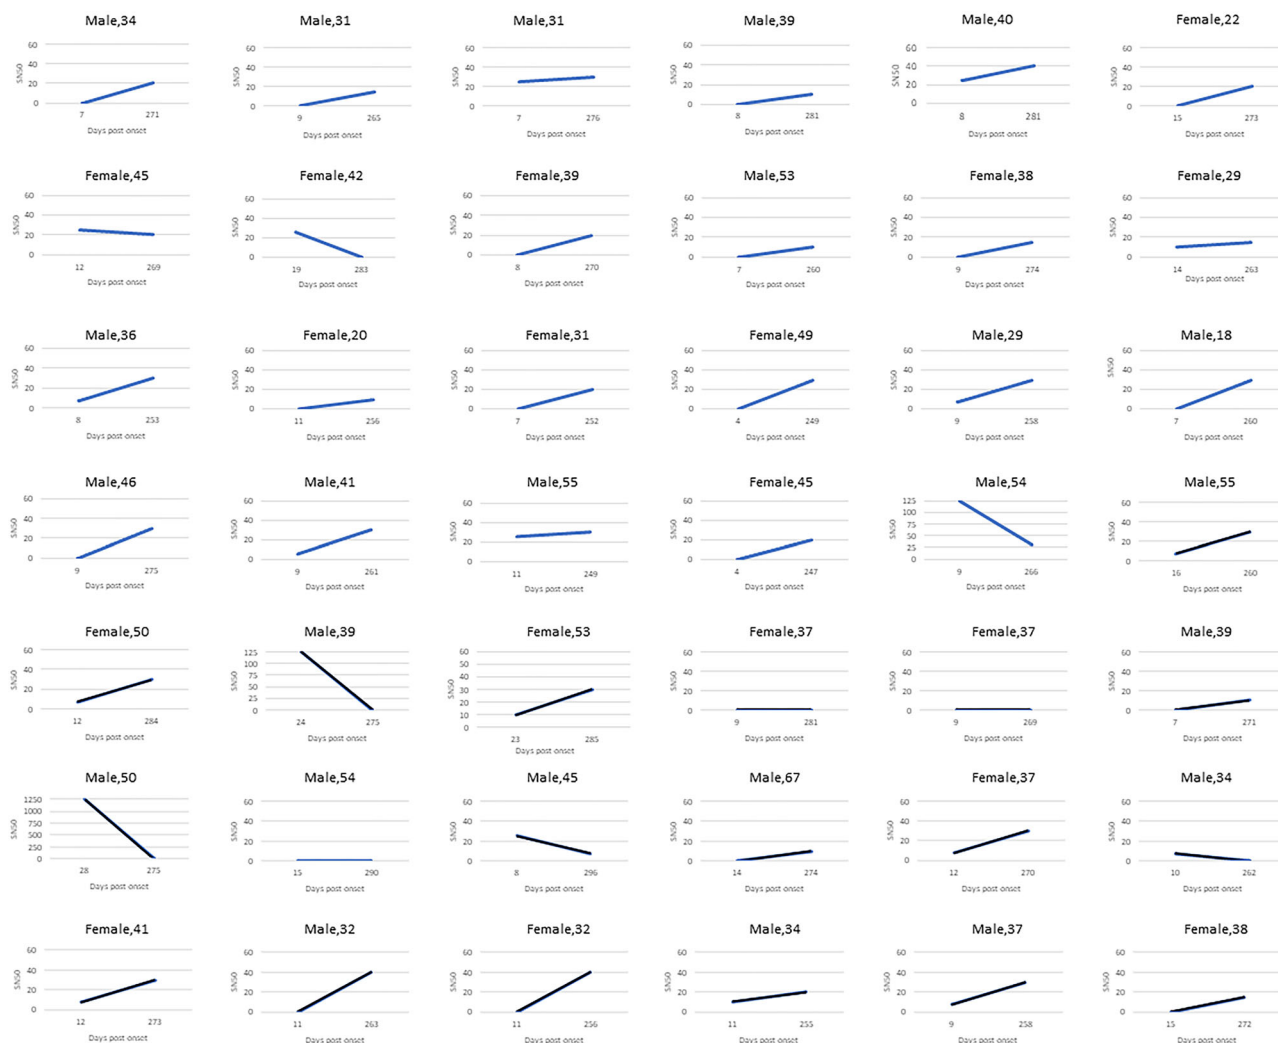 Male,34
SN50
60
40
20
0
7 271
Days post onset
Male,31
SN50
60
40
20
0
9 265
Days post onset
Male,31
SN50
60
40
20
0
7 276
Days post onset
Male,39
SN50
60
40
20
0
8 281
Days post onset
Male,40
SN50
60
40
20
0
8 281
Days post onset
Female,22
SN50
60
40
20
0
15 273
Days post onset
Female,45
SN50
60
40
20
0
12 269
Days post onset
Female,42
SN50
60
40
20
0
19 283
Days post onset
Female,39
SN50
60
40
20
0
8 270
Days post onset
Male,53
SN50
60
40
20
0
7 260
Days post onset
Female,38
SN50
60
40
20
0
9 274
Days post onset
Female,29
SN50
60
40
20
0
14 263
Days post onset
Male,36
SN50
60
40
20
0
8 253
Days post onset
Female,20
SN50
60
40
20
0
11 256
Days post onset
Female,31
SN50
60
40
20
0
7 252
Days post onset
Female,49
SN50
60
40
20
0
4 249
Days post onset
Male,29
SN50
60
40
20
0
9 258
Days post onset
Male,18
SN50
60
40
20
0
7 260
Days post onset
Male,46
SN50
60
40
20
0
9 275
Days post onset
Male,41
SN50
60
40
20
0
9 261
Days post onset
Male,55
SN50
60
40
20
0
11 249
Days post onset
Female,45
SN50
60
40
20
0
4 247
Days post onset
Male,54
SN50
125
100
75
50
25
0
9 266
Days post onset
Male,55
SN50
60
40
20
0
16 260
Days post onset
Female,50
SN50
60
40
20
0
12 284
Days post onset
Male,39
SN50
125
100
75
50
25
0
24 275
Days post onset
Female,53
SN50
60
50
40
30
20
10
0
23 285
Days post onset
Female,37
SN50
60
40
20
0
9 281
Days post onset
Female,37
SN50
60
40
20
0
9 269
Days post onset
Male,39
SN50
60
40
20
0
7 271
Days post onset
Male,50
SN50
1250
1000
750
500
250
0
28 275
Days post onset
Male,54
SN50
60
40
20
0
15 290
Days post onset
Male,45
SN50
60
40
20
0
8 296
Days post onset
Male,67
SN50
60
40
20
0
14 274
Days post onset
Female,37
SN50
60
40
20
0
12 270
Days post onset
Male,34
SN50
60
40
20
0
10 262
Days post onset
Female,41
SN50
60
40
20
0
12 273
Days post onset
Male,32
SN50
60
40
20
0
11 263
Days post onset
Female,32
SN50
60
40
20
0
11 256
Days post onset
Male,34
SN50
60
40
20
0
11 255
Days post onset
Male,37
SN50
60
40
20
0
9 258
Days post onset
Female,38
SN50
60
40
20
0
15 272
Days post onset